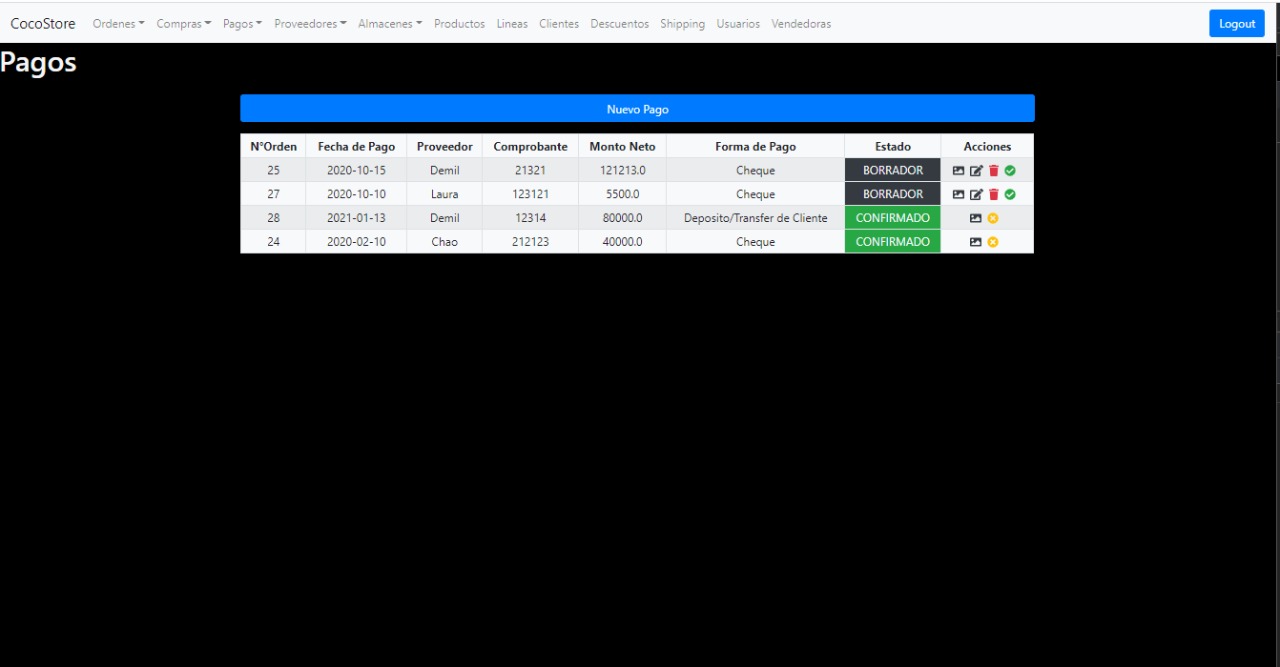 CocoStore Ordenes Compras Pagos Proveedores Almacenes Productos Lineas Clientes Descuentos Shipping Usuarios Vendedoras Logout
Pagos
Nuevo Pago
N°Orden Fecha de Pago Proveedor Comprobante Monto Neto Forma de Pago Estado Acciones
25 2020-10-15 Demil 21321 121213.0 Cheque BORRADOR
27 2020-10-10 Laura 123121 5500.0 Cheque BORRADOR
28 2021-01-13 Demil 12314 80000.0 Deposito/Transfer de Cliente CONFIRMADO
24 2020-02-10 Chao 212123 40000.0 Cheque CONFIRMADO